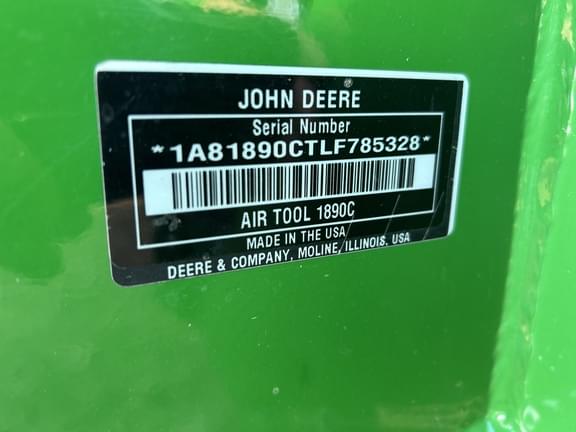 JOHN DEERE
Serial Number
*1A81890CTLF785328*
AIR TOOL 1890C
MADE IN THE USA
DEERE & COMPANY, MOLINE, ILLINOIS, USA